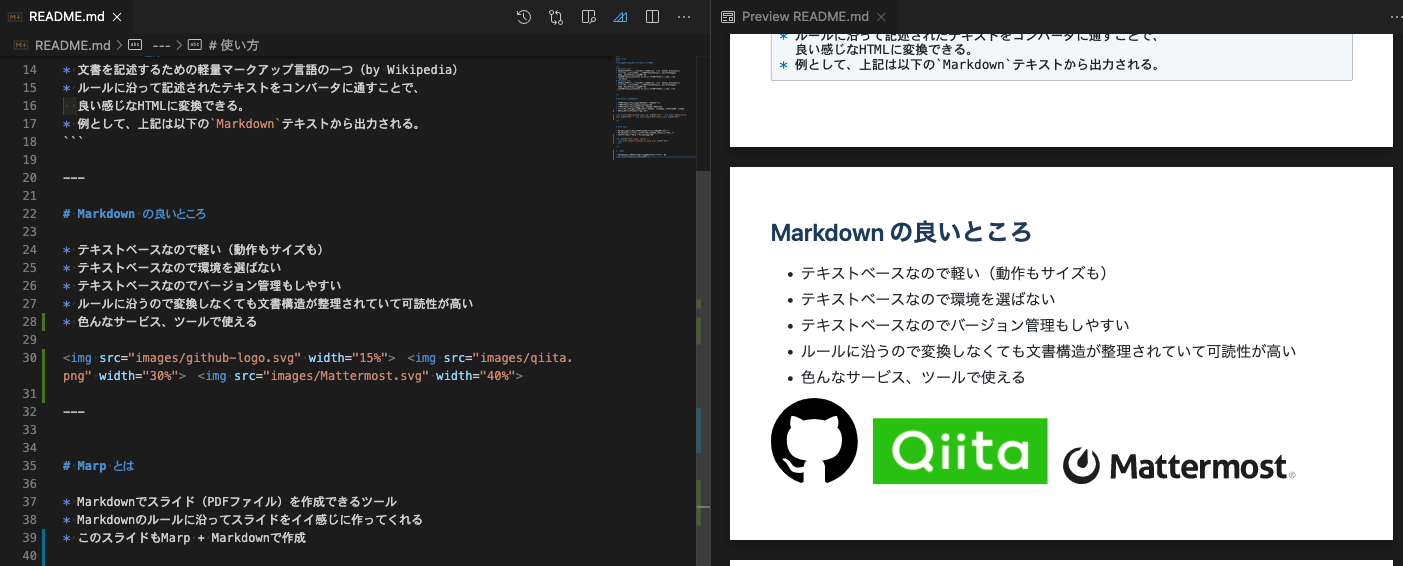 README.md
README.md > --- > # 使い方
14 * 文書を記述するための軽量マークアップ言語の一つ（by Wikipedia）
15 * ルールに沿って記述されたテキストをコンバータに通すことで、
16 良い感じなHTMLに変換できる。
17 * 例として、上記は以下の`Markdown`テキストから出力される。
18 ```
19
20 ---
21
22 # Markdown の良いところ
23
24 * テキストベースなので軽い（動作もサイズも）
25 * テキストベースなので環境を選ばない
26 * テキストベースなのでバージョン管理もしやすい
27 * ルールに沿うので変換しなくても文書構造が整理されていて可読性が高い
28 * 色んなサービス、ツールで使える
29
30 <img src="images/github-logo.svg" width="15%"> <img src="images/qiita.
png" width="30%"> <img src="images/Mattermost.svg" width="40%">
31
32 ---
33
34
35 # Marp とは
36
37 * Markdownでスライド（PDFファイル）を作成できるツール
38 * Markdownのルールに沿ってスライドをイイ感じに作ってくれる
39 * このスライドもMarp + Markdownで作成
40
Preview README.md
* ルールに沿って記述されたテキストをコンバータに通すことで、
良い感じなHTMLに変換できる。
* 例として、上記は以下の`Markdown`テキストから出力される。
Markdown の良いところ
• テキストベースなので軽い（動作もサイズも）
• テキストベースなので環境を選ばない
• テキストベースなのでバージョン管理もしやすい
• ルールに沿うので変換しなくても文書構造が整理されていて可読性が高い
• 色んなサービス、ツールで使える
Qiita
Mattermost®